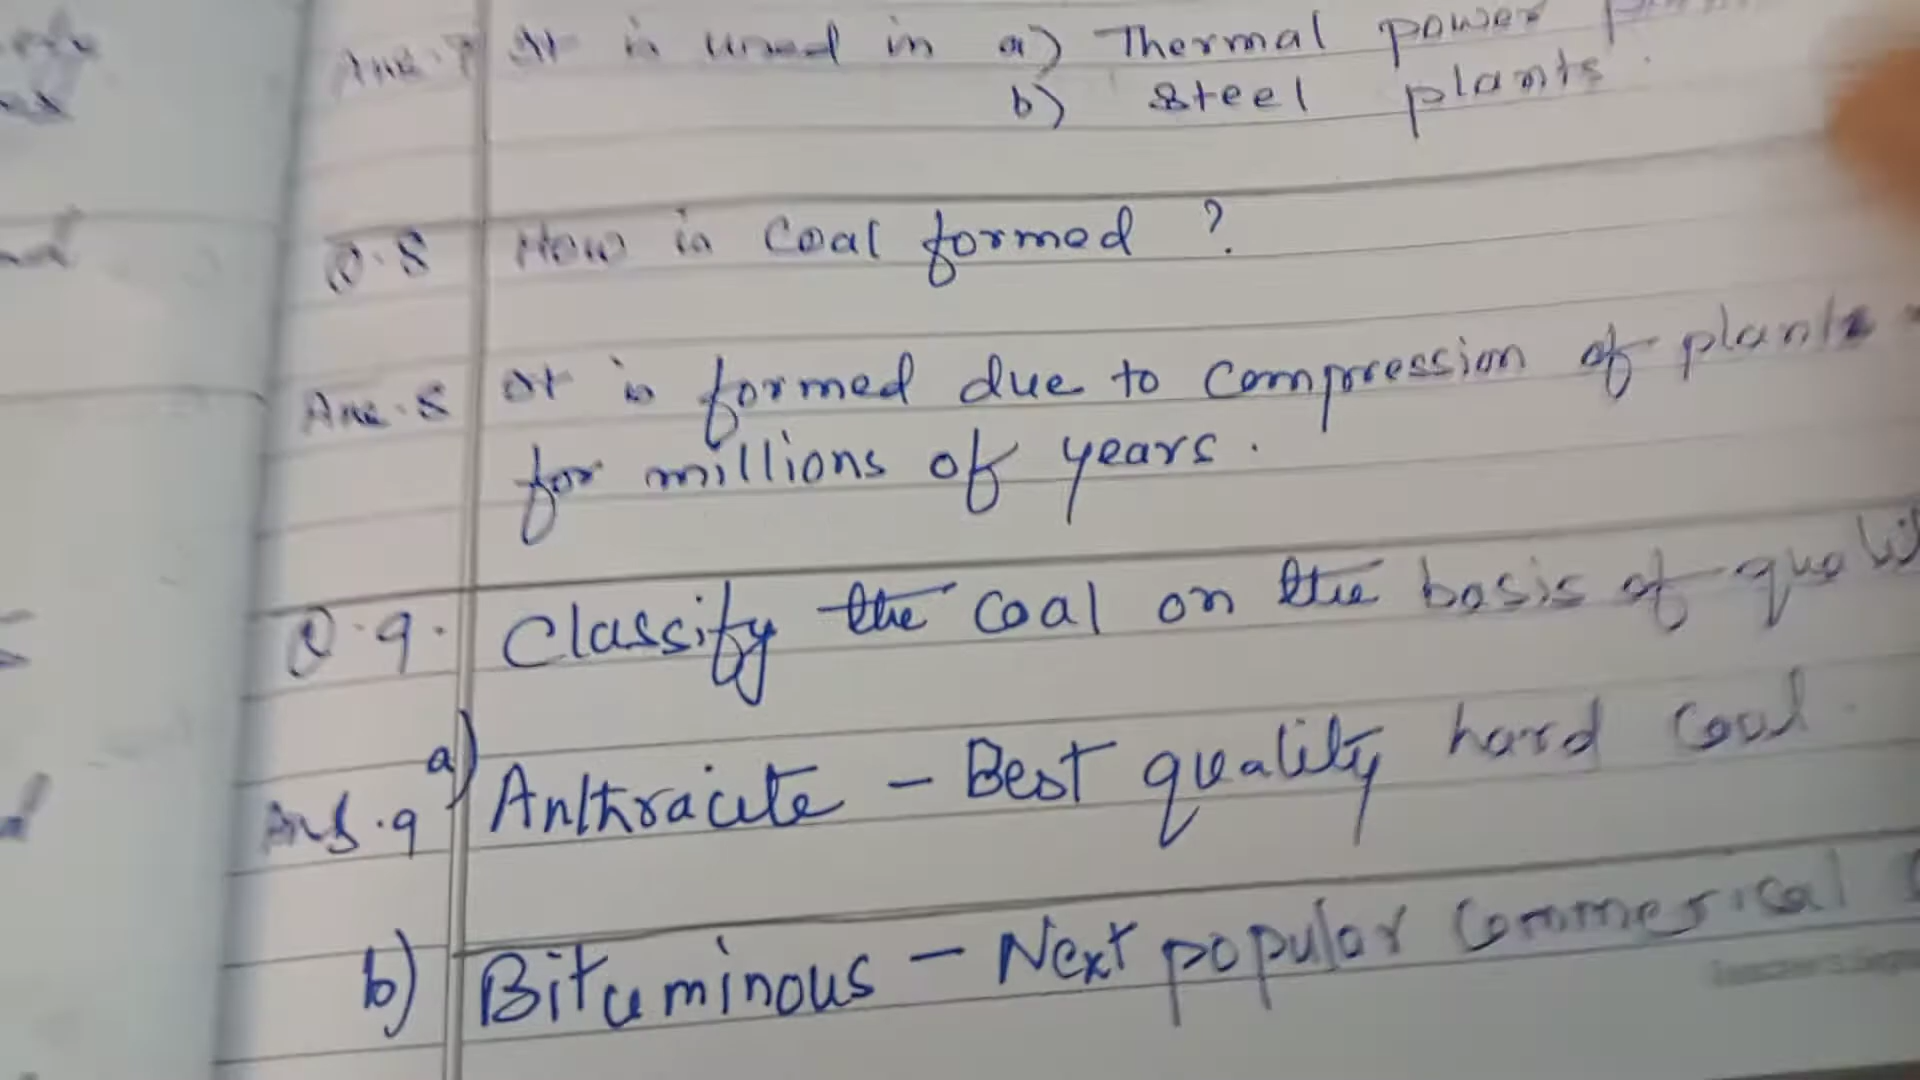 Ans.7 It is used in a) Thermal power
b) Steel plants.
Q.8 How is Coal formed ?
Ans.8 It is formed due to compression of plants
for millions of years.
Q.9. Classify the Coal on the basis of
Ans.9 a) Anthracite - Best quality hard coal.
b) Bituminous - Next popular Commerical